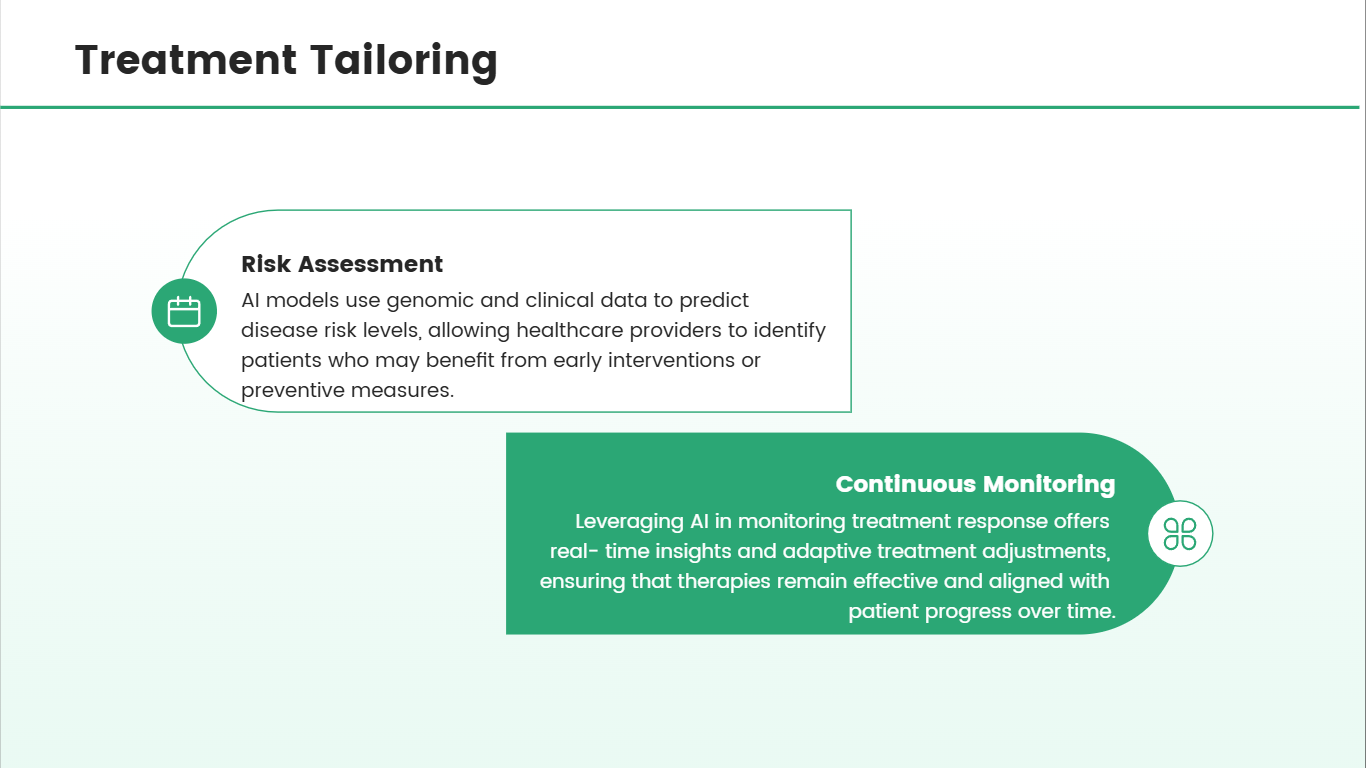 Treatment Tailoring
Risk Assessment
AI models use genomic and clinical data to predict
disease risk levels, allowing healthcare providers to identify
patients who may benefit from early interventions or
preventive measures.
Continuous Monitoring
Leveraging AI in monitoring treatment response offers
real- time insights and adaptive treatment adjustments,
ensuring that therapies remain effective and aligned with
patient progress over time.